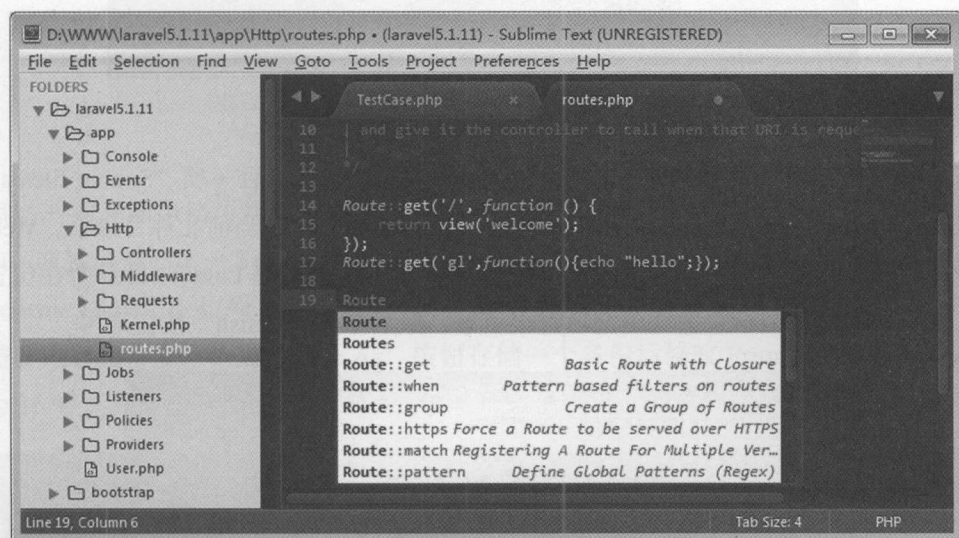 D:\WWW\laravel5.1.11\app\Http\routes.php • (laravel5.1.11) - Sublime Text (UNREGISTERED)
File Edit Selection Find View Goto Tools Project Preferences Help
FOLDERS
laravel5.1.11
app
Console
Events
Exceptions
Http
Controllers
Middleware
Requests
Kernel.php
routes.php
Jobs
Listeners
Policies
Providers
User.php
bootstrap
TestCase.php × routes.php
10 | and give it the controller to call when that URI is reque
11 |
12 */
13
14 Route::get('/', function () {
15 return view('welcome');
16 });
17 Route::get('gl',function(){echo "hello";});
18
19 Route
Route
Routes
Route::get Basic Route with Closure
Route::when Pattern based filters on routes
Route::group Create a Group of Routes
Route::https Force a Route to be served over HTTPS
Route::match Registering A Route For Multiple Ver…
Route::pattern Define Global Patterns (Regex)
Line 19, Column 6 Tab Size: 4 PHP